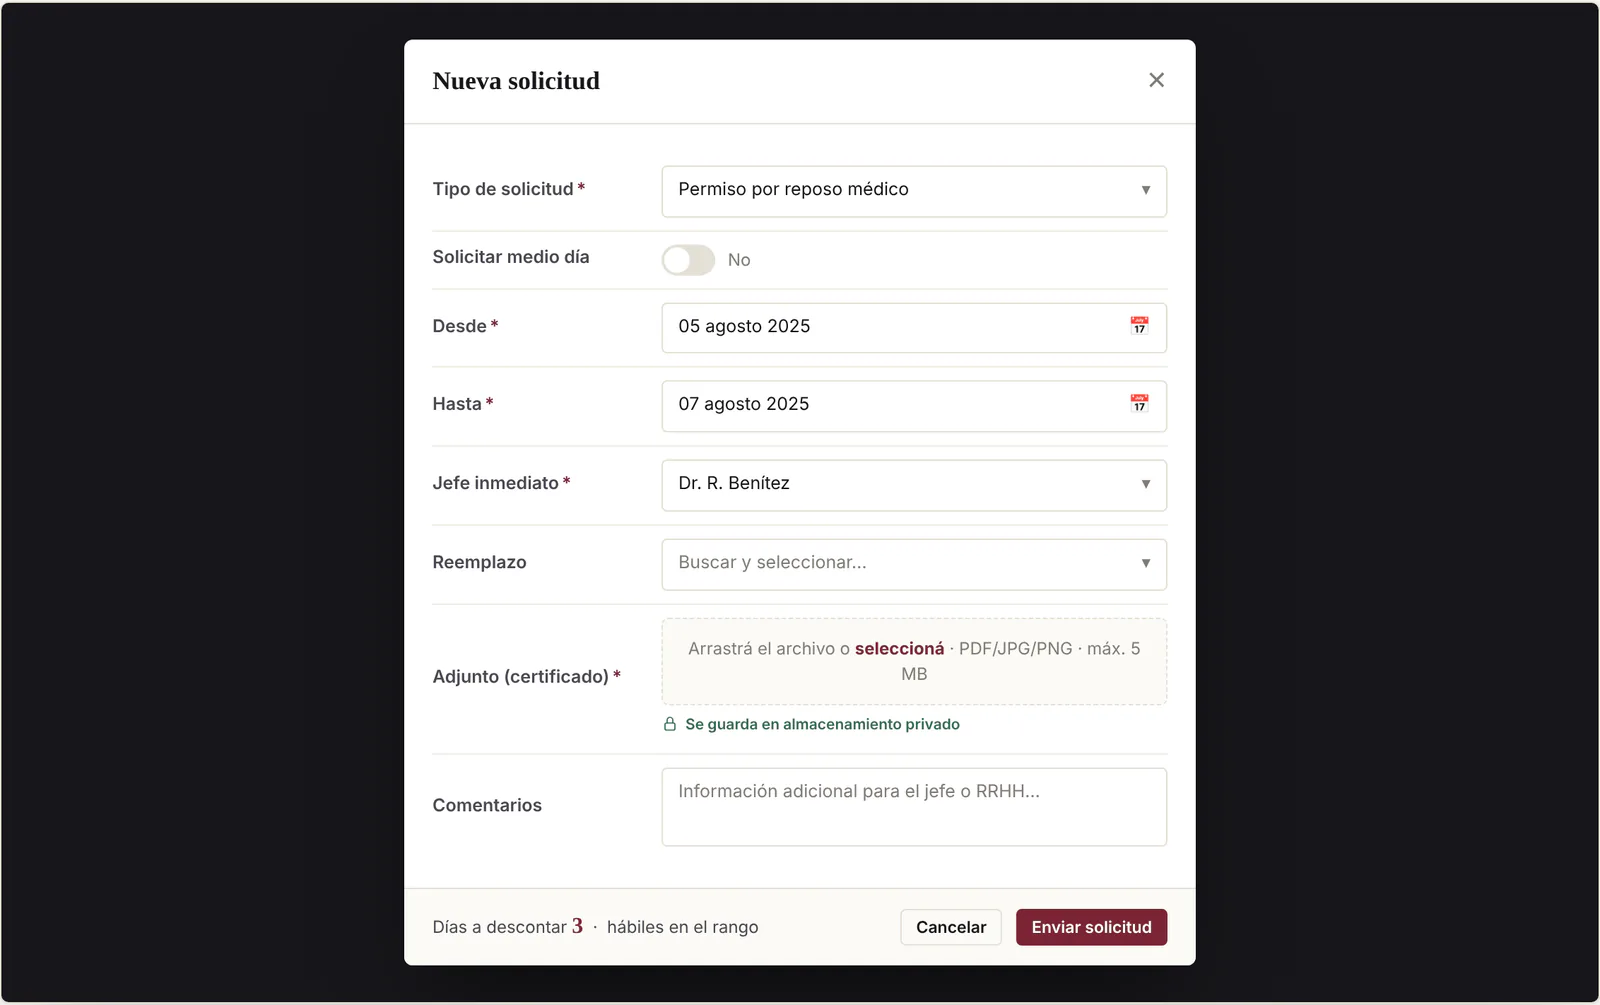 Nueva solicitud
Tipo de solicitud *
Permiso por reposo médico
Solicitar medio día
No
Desde *
05 agosto 2025
Hasta *
07 agosto 2025
Jefe inmediato *
Dr. R. Benítez
Reemplazo
Buscar y seleccionar...
Adjunto (certificado) *
Arrastrá el archivo o seleccioná · PDF/JPG/PNG · máx. 5
MB
Se guarda en almacenamiento privado
Comentarios
Información adicional para el jefe o RRHH...
Días a descontar 3 · hábiles en el rango
Cancelar
Enviar solicitud